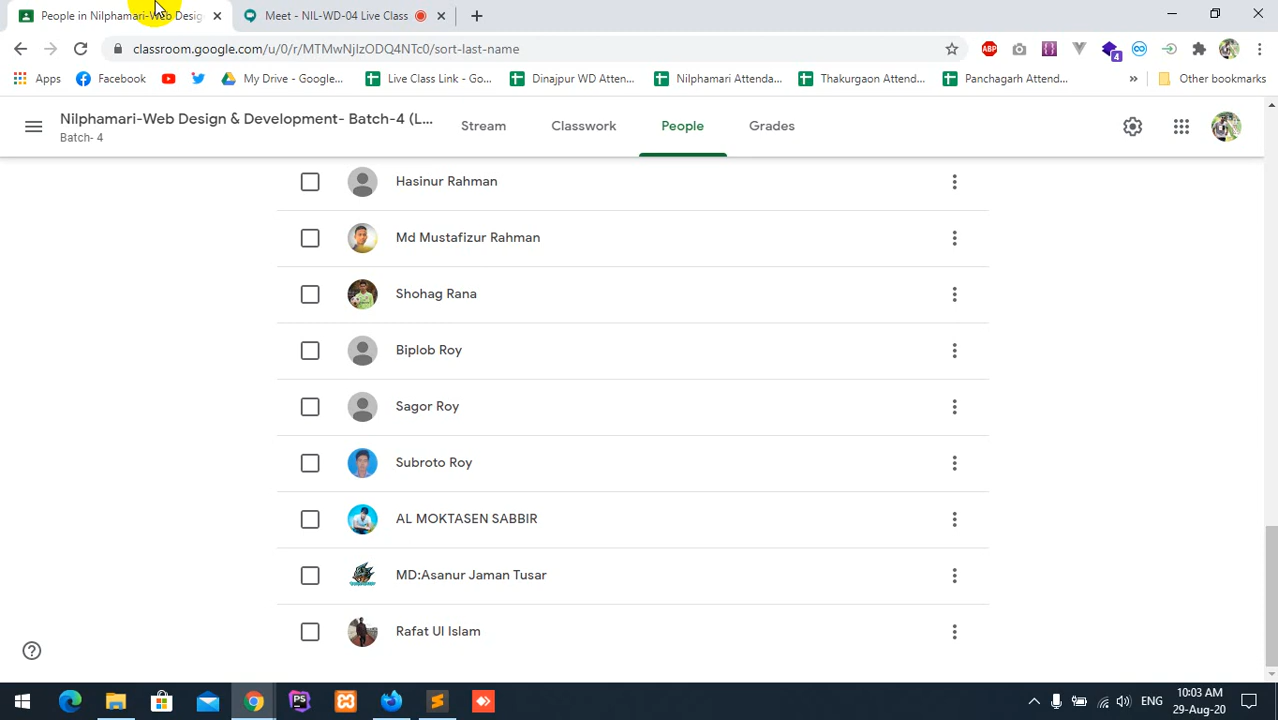 People in Nilphamari-Web Desig
Meet - NIL-WD-04 Live Class
classroom.google.com/u/0/r/MTMwNjIzODQ4NTc0/sort-last-name
ABP
4
Apps
Facebook
My Drive - Google...
Live Class Link - Go...
Dinajpur WD Atten...
Nilphamari Attenda...
Thakurgaon Attend...
Panchagarh Attend...
»
Other bookmarks
Nilphamari-Web Design & Development- Batch-4 (L...
Batch- 4
Stream
Classwork
People
Grades
Hasinur Rahman
Md Mustafizur Rahman
Shohag Rana
Biplob Roy
Sagor Roy
Subroto Roy
AL MOKTASEN SABBIR
MD:Asanur Jaman Tusar
Rafat Ul Islam
PS
ENG
10:03 AM
29-Aug-20